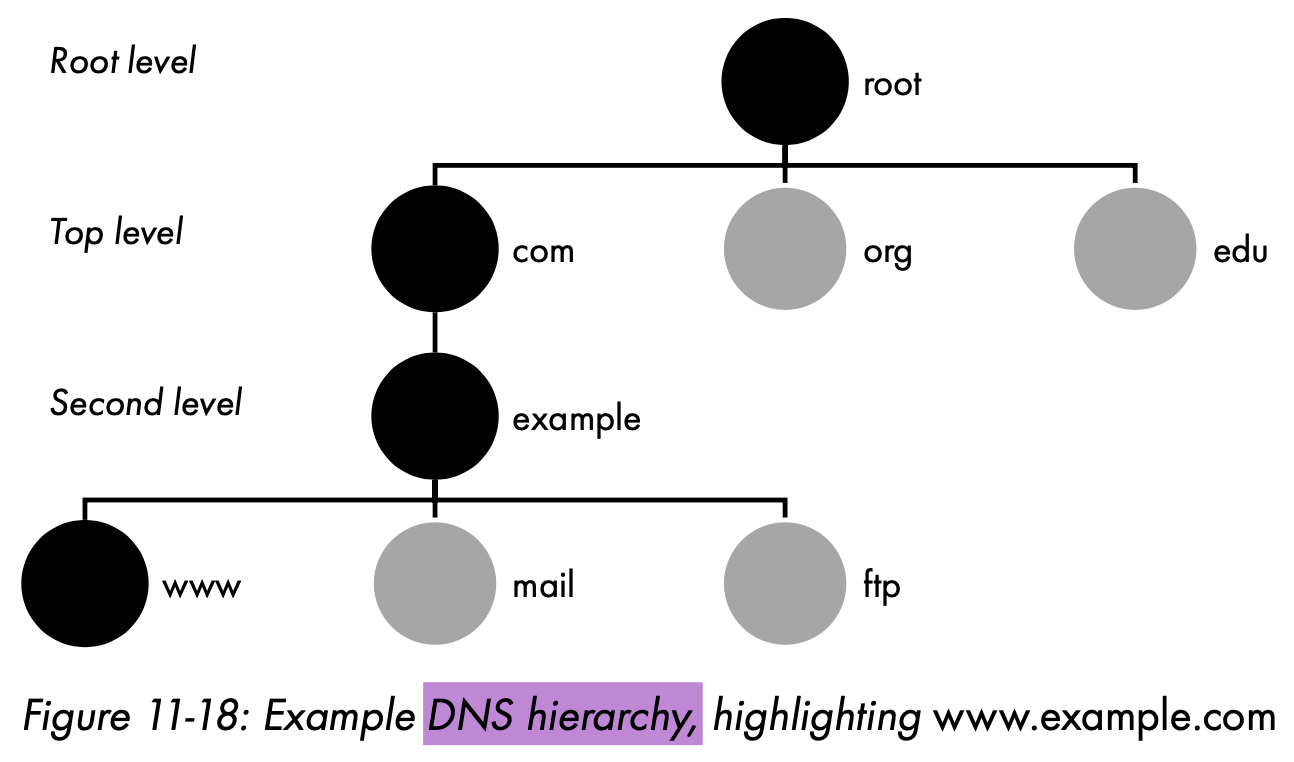 Root level
root
Top level
com
org
edu
Second level
example
www
mail
ftp
Figure 11-18: Example DNS hierarchy, highlighting www.example.com